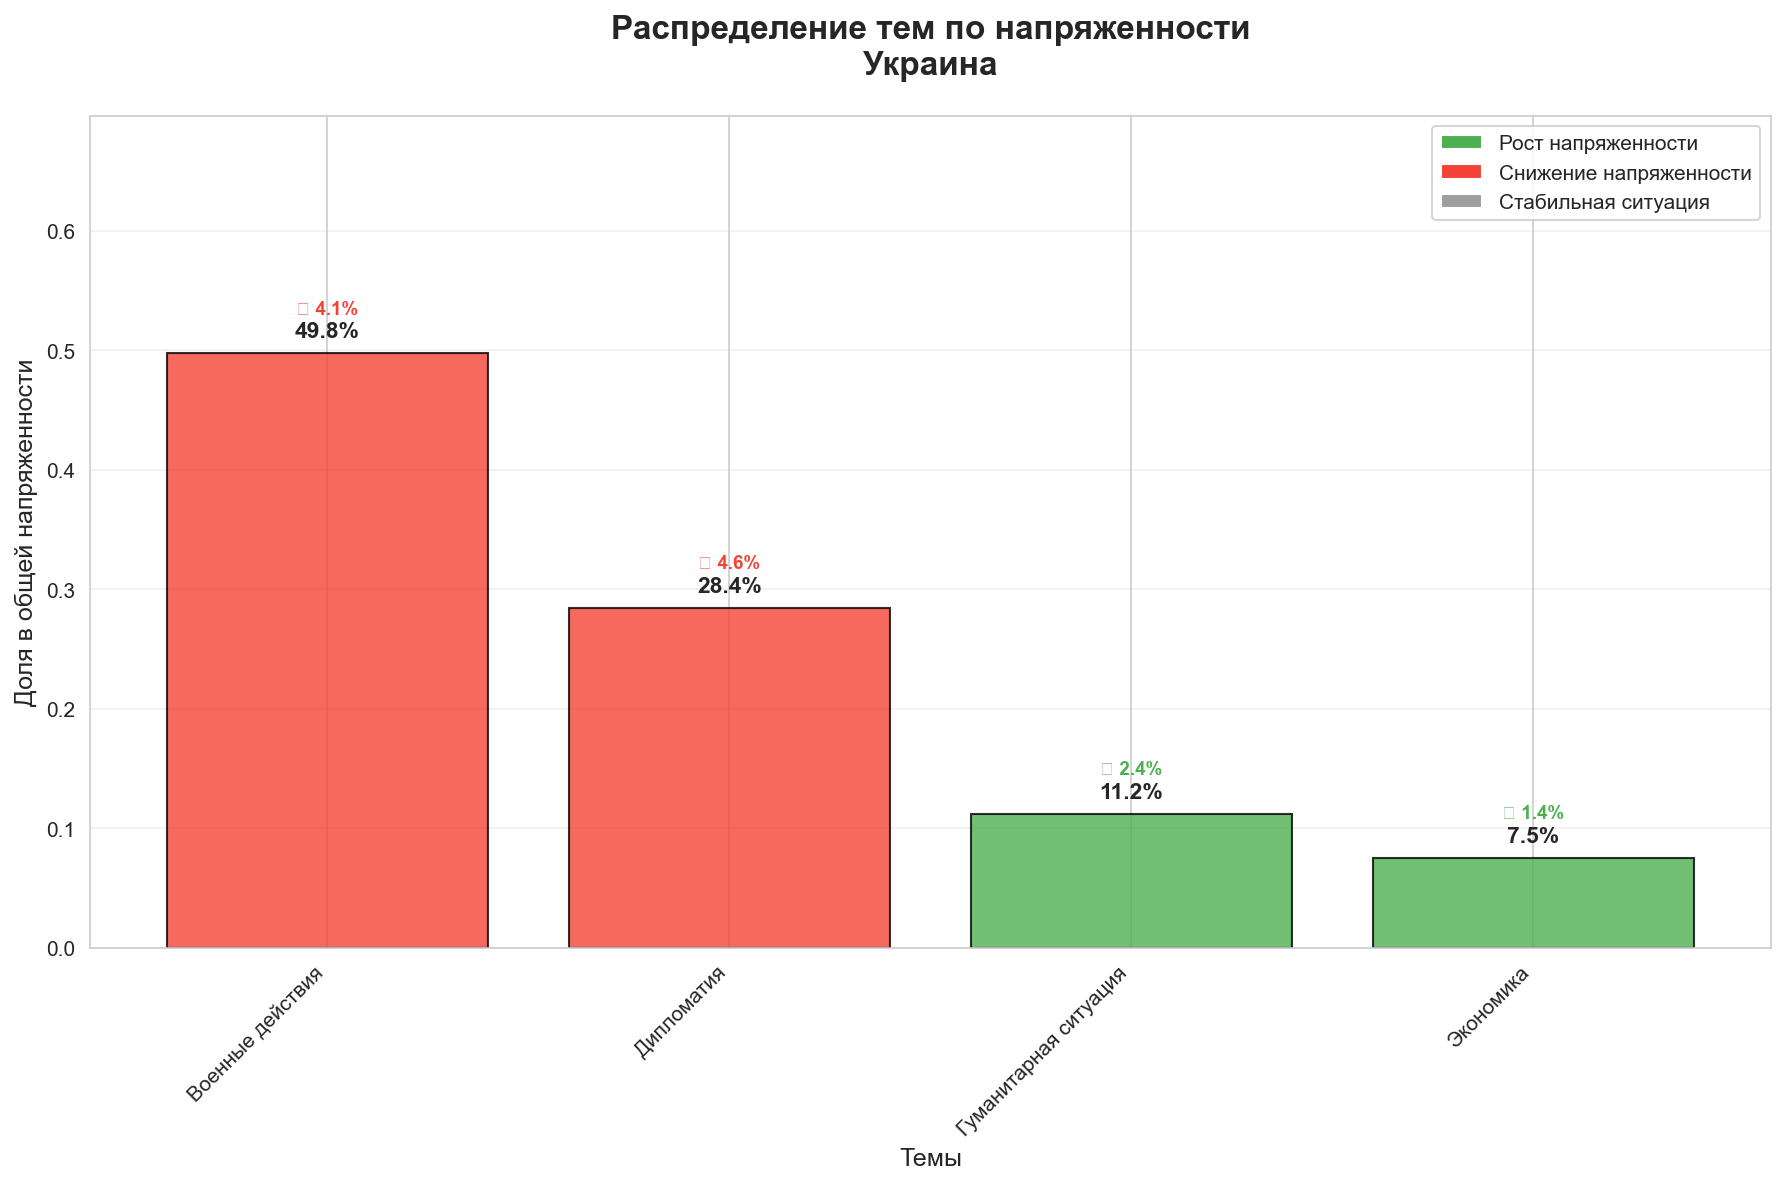 Распределение тем по напряженности
Украина
Рост напряженности
Снижение напряженности
Стабильная ситуация
Доля в общей напряженности
0.6
0.5
0.4
0.3
0.2
0.1
0.0
4.1%
49.8%
4.6%
28.4%
2.4%
11.2%
1.4%
7.5%
Военные действия
Дипломатия
Гуманитарная ситуация
Экономика
Темы